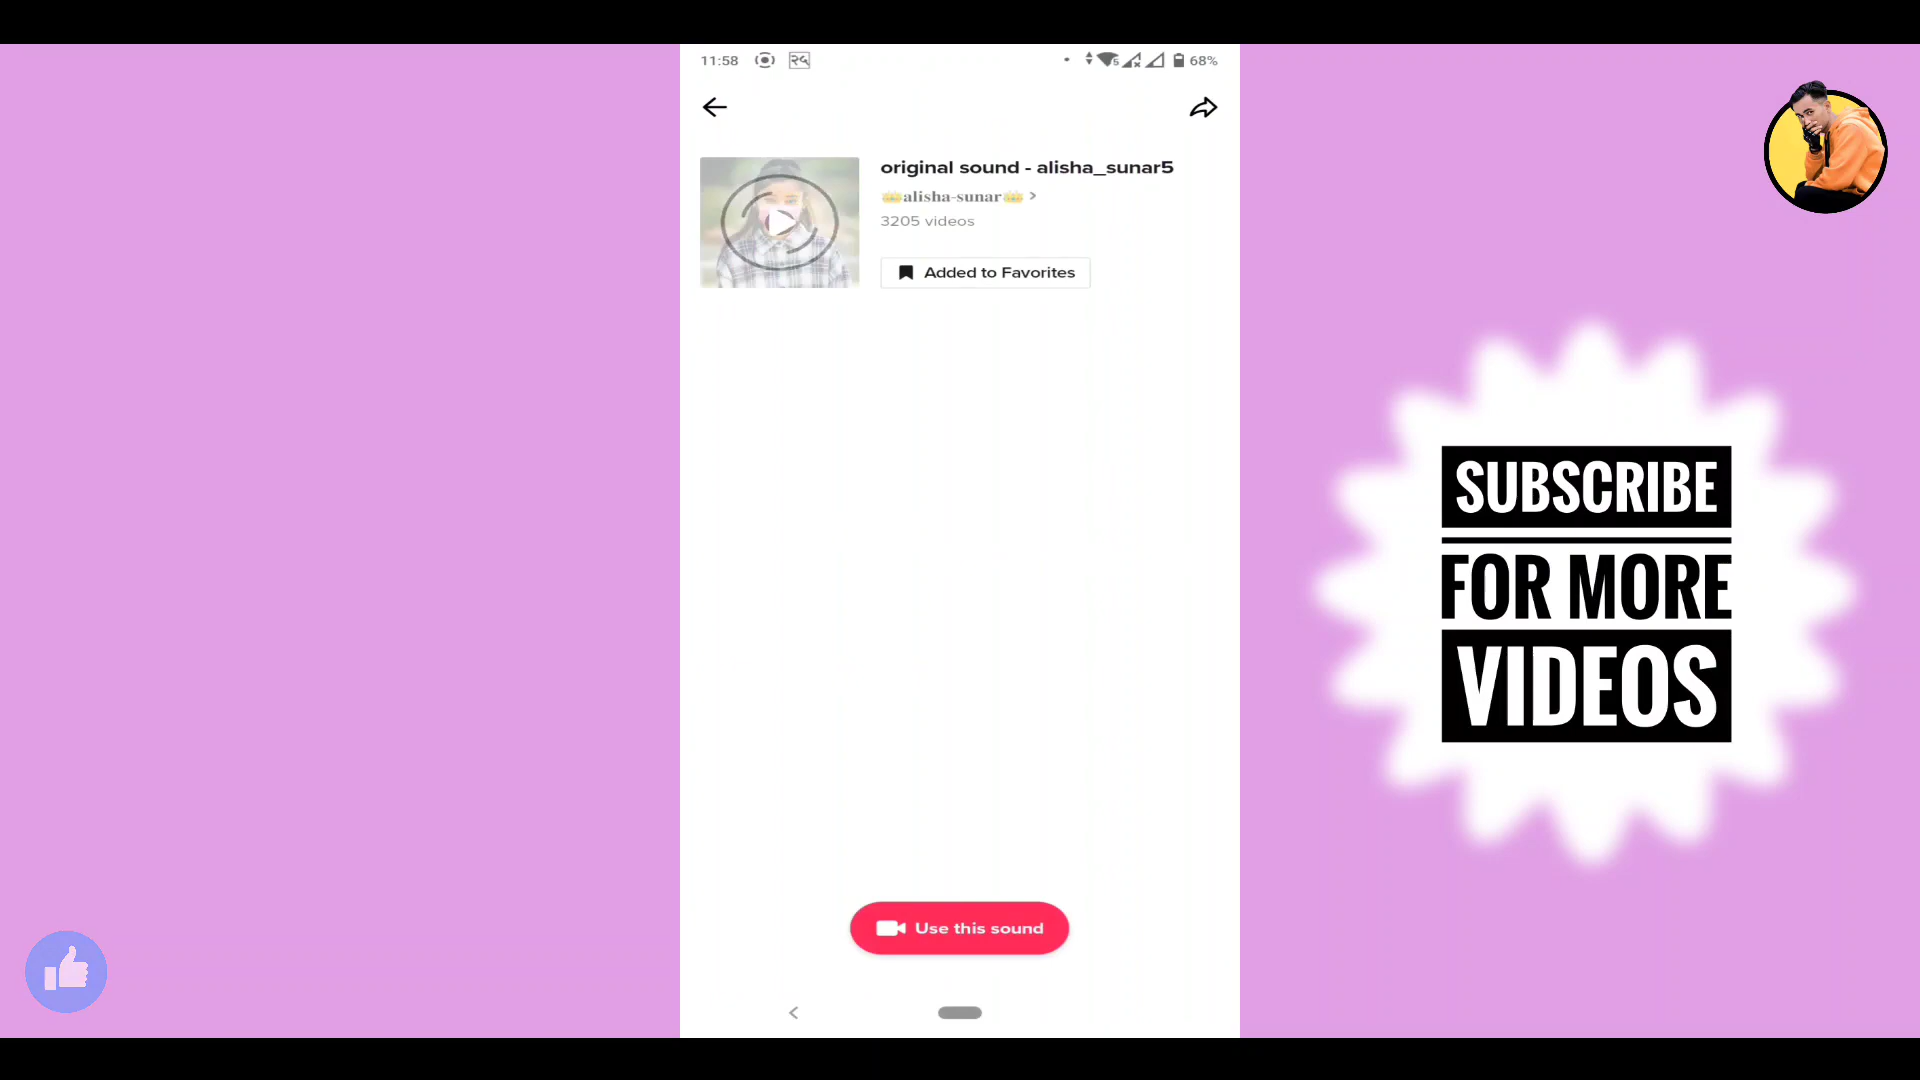 11:58
68%
original sound - alisha_sunar5
👑alisha-sunar👑 >
3205 videos
Added to Favorites
SUBSCRIBE
FOR MORE
VIDEOS
Use this sound